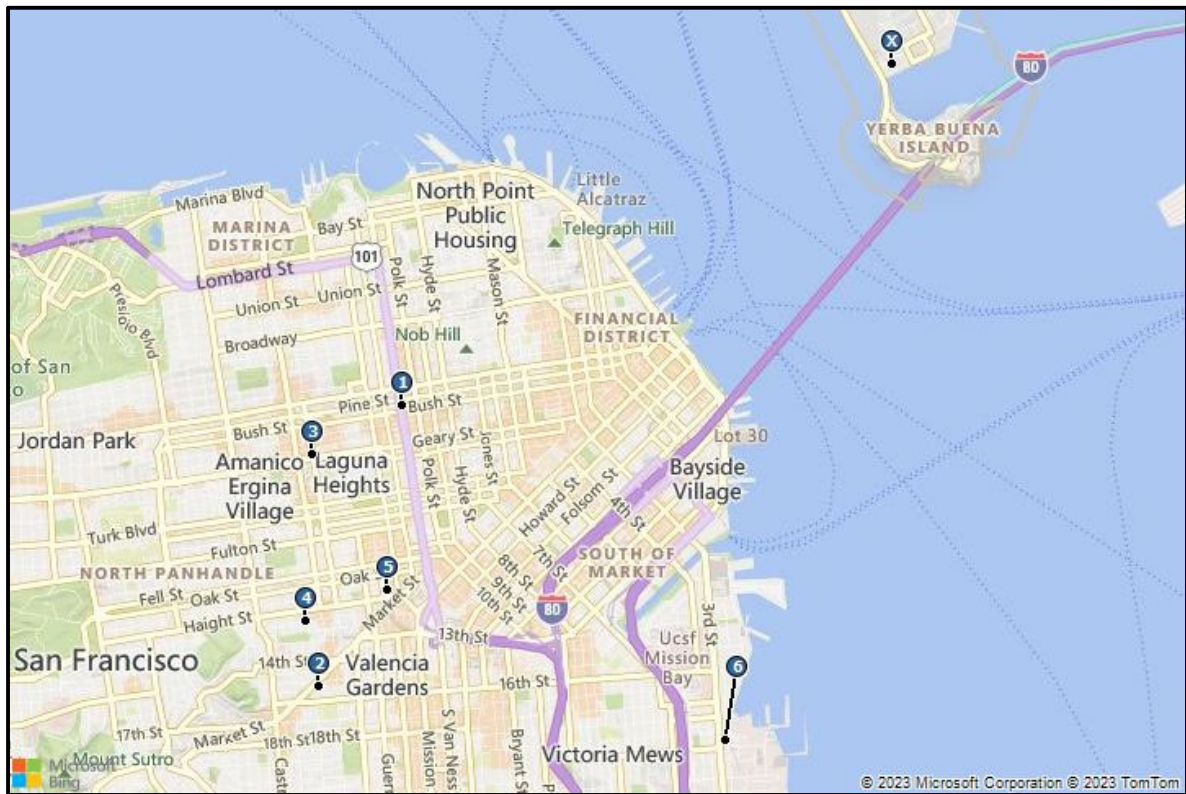 X
80
YERBA BUENA
ISLAND
Marina Blvd
MARINA
DISTRICT
Bay St
North Point
Public
Housing
Little
Alcatraz
Telegraph Hill
101
Lombard St
Polk St
Hyde St
Mason St
Union St
Union St
Presidio Blvd
Broadway
Nob Hill
FINANCIAL
DISTRICT
of San
o
1
Pine St
Bush St
3
Bush St
Geary St
Jordan Park
Lot 30
Amanico
Ergina
Village
Laguna
Heights
Polk St
Hyde St
Jones St
Howard St
Folsom St
Bayside
Village
4th St
Turk Blvd
Fulton St
7th St
8th St
9th St
10th St
SOUTH OF
MARKET
NORTH PANHANDLE
5
Oak
Market St
Fell St
Oak St
4
Haight St
80
3rd St
13th St
Ucsf
Mission
Bay
San Francisco
14th St
2
Valencia
Gardens
16th St
6
17th St
Market St
18th St
18th St
S Van Ness
Mission
Bryant St
P
Victoria Mews
Mount Sutro
Castr
Guerr
Microsoft
Bing
© 2023 Microsoft Corporation © 2023 TomTom